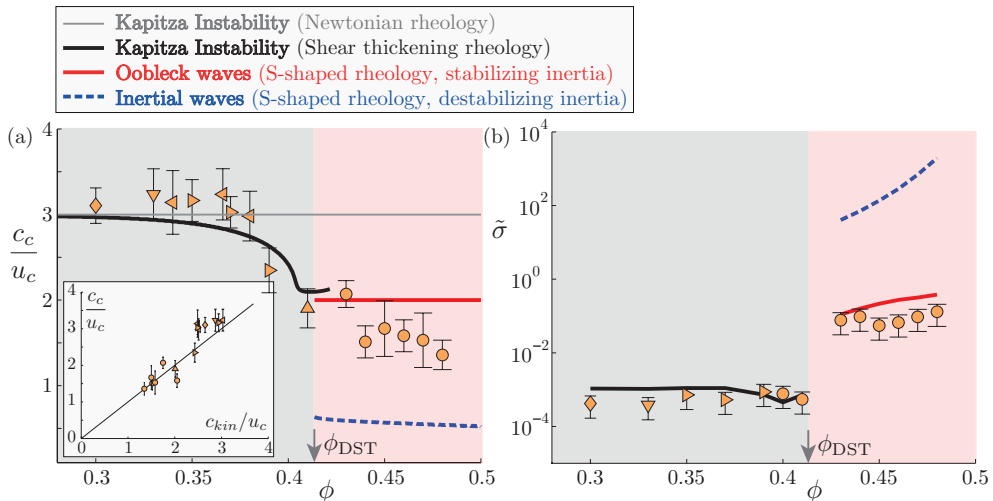 Kapitza Instability (Newtonian rheology)
Kapitza Instability (Shear thickening rheology)
Oobleck waves (S-shaped rheology, stabilizing inertia)
Inertial waves (S-shaped rheology, destabilizing inertia)
(a)
4
3
2
1
c_c
u_c
0.3
0.35
0.4
0.45
0.5
ϕ
ϕ_DST
4
3
2
1
0
c_c
u_c
0
1
2
3
4
c_kin/u_c
(b)
10^4
10^2
10^0
10^−2
10^−4
σ̃
0.3
0.35
0.4
0.45
0.5
ϕ
ϕ_DST